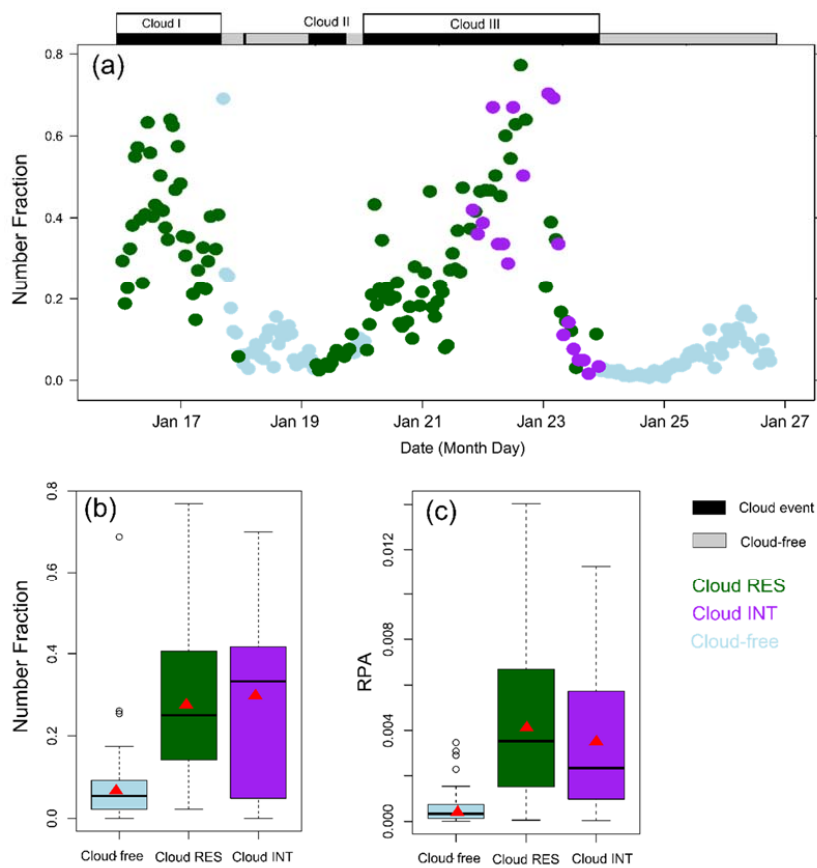 Cloud I
Cloud II
Cloud III
(a)
Number Fraction
0.8
0.6
0.4
0.2
0.0
Jan 17
Jan 19
Jan 21
Jan 23
Jan 25
Jan 27
Date (Month Day)
(b)
Number Fraction
0.8
0.6
0.4
0.2
0.0
Cloud-free
Cloud RES
Cloud INT
(c)
RPA
0.012
0.008
0.004
0.000
Cloud-free
Cloud RES
Cloud INT
Cloud event
Cloud-free
Cloud RES
Cloud INT
Cloud-free